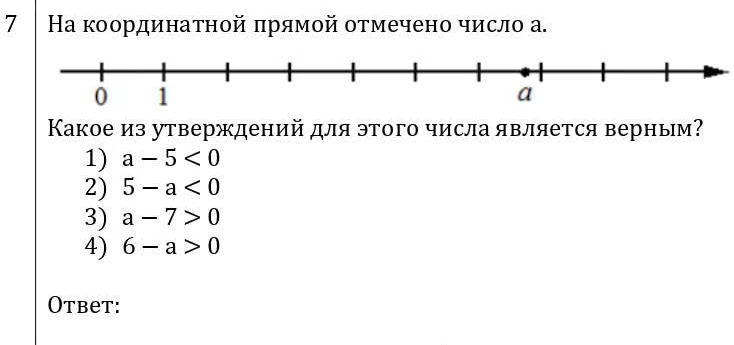 7 На координатной прямой отмечено число а.
0 1 a
Какое из утверждений для этого числа является верным?
1) а – 5 < 0
2) 5 – а < 0
3) а – 7 > 0
4) 6 – а > 0
Ответ: